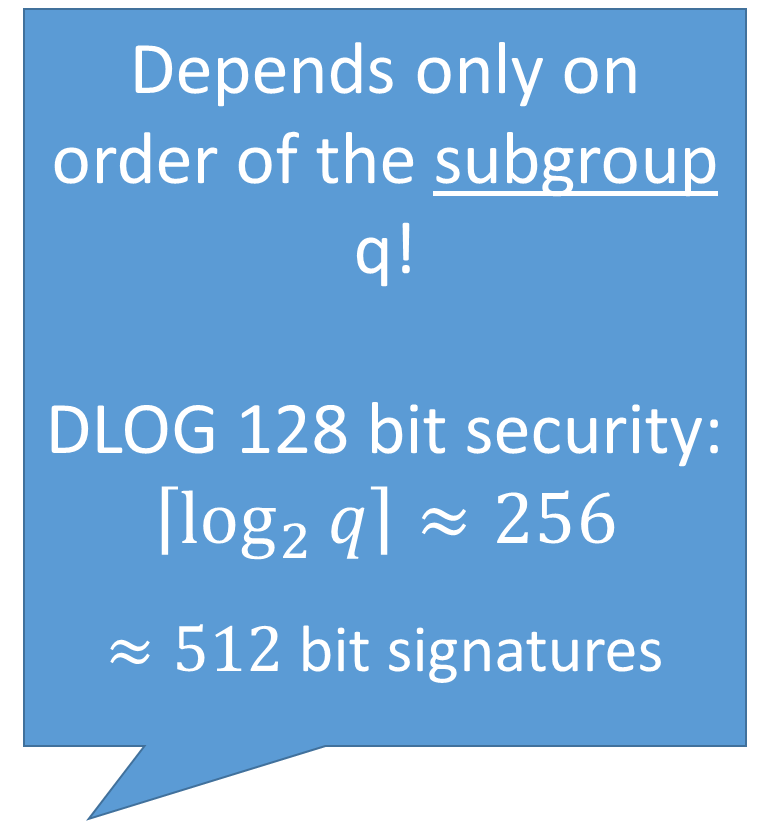 Depends only on
order of the subgroup
q!
DLOG 128 bit security:
⌈log₂ q⌉ ≈ 256
≈ 512 bit signatures